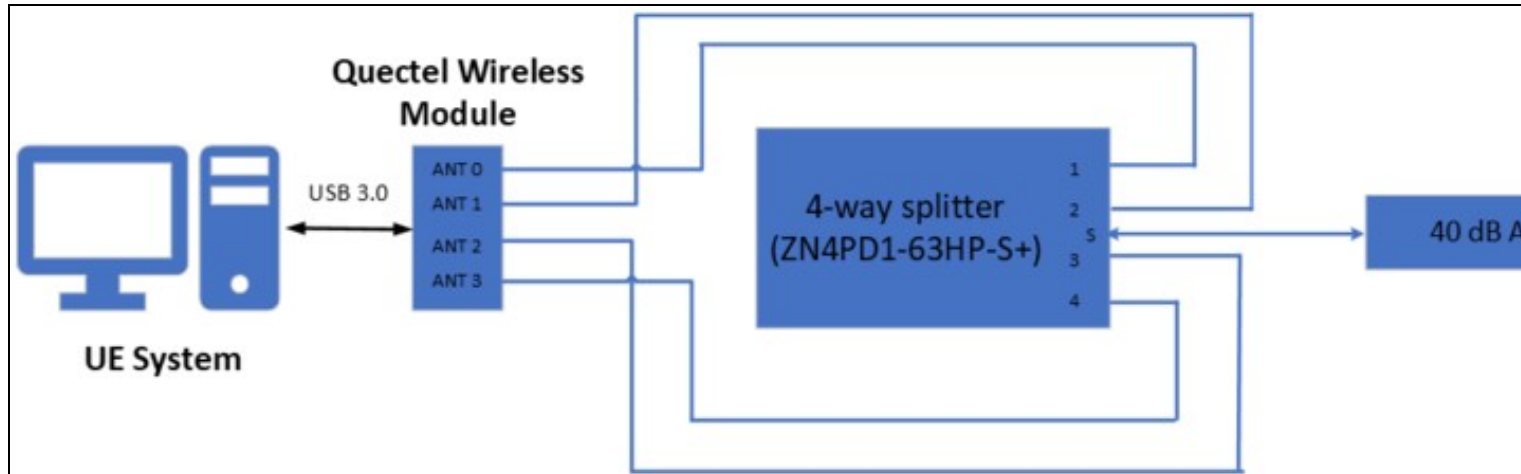 Quectel Wireless
Module
ANT 0
ANT 1
ANT 2
ANT 3
USB 3.0
UE System
4-way splitter
(ZN4PD1-63HP-S+)
1
2
S
3
4
40 dB A